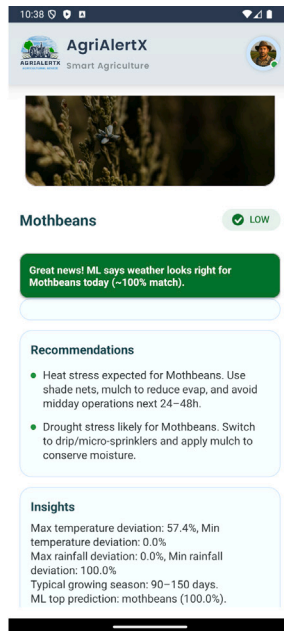 10:38
AgriAlertX
Smart Agriculture
AGRIALERTX
Mothbeans
LOW
Great news! ML says weather looks right for
Mothbeans today (~100% match).
Recommendations
Heat stress expected for Mothbeans. Use
shade nets, mulch to reduce evap, and avoid
midday operations next 24–48h.
Drought stress likely for Mothbeans. Switch
to drip/micro-sprinklers and apply mulch to
conserve moisture.
Insights
Max temperature deviation: 57.4%, Min
temperature deviation: 0.0%
Max rainfall deviation: 0.0%, Min rainfall
deviation: 100.0%
Typical growing season: 90–150 days.
ML top prediction: mothbeans (100.0%).